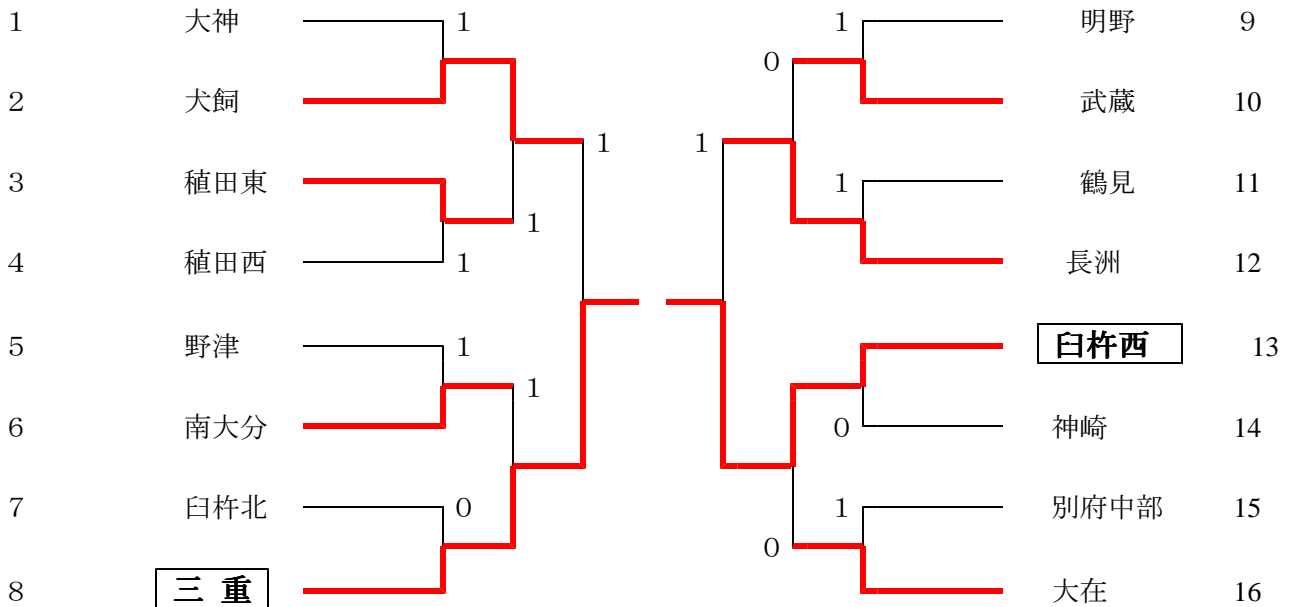 １ 大神 1 1 明野 ９
0
２ 犬飼 武蔵 10
1 1
３ 稙田東 1 鶴見 11
1
４ 稙田西 1 長洲 12
５ 野津 1 臼杵西 13
1
６ 南大分 0 神崎 14
７ 臼杵北 0 1 別府中部 15
0
８ 三 重 大在 16